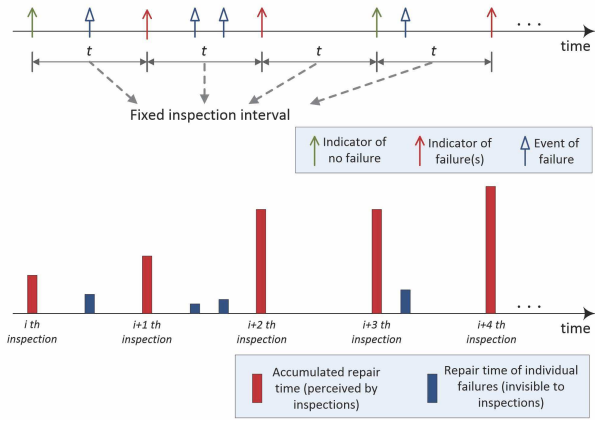 . . .
time
t t t t
Fixed inspection interval
Indicator of no failure
Indicator of failure(s)
Event of failure
. . .
i th inspection
i+1 th inspection
i+2 th inspection
i+3 th inspection
i+4 th inspection
time
Accumulated repair
time (perceived by
inspections)
Repair time of individual
failures (invisible to
inspections)